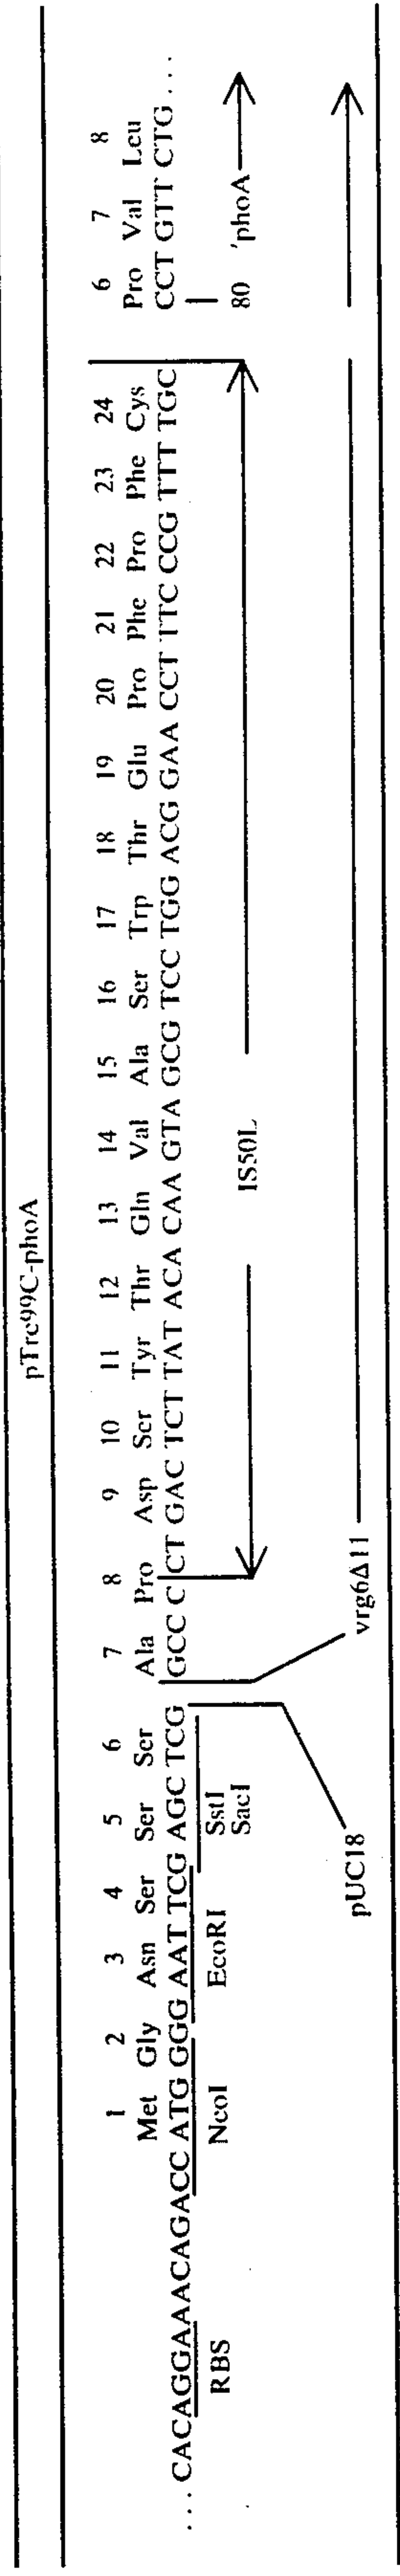 pTrc99C-phoA
1 2 3 4 5 6 7 8 9 10 11 12 13 14 15 16 17 18 19 20 21 22 23 24 6 7 8
Met Gly Asn Ser Ser Ser Ala Pro Asp Ser Tyr Thr Gln Val Ala Ser Trp Thr Glu Pro Phe Pro Phe Cys Pro Val Leu
... CACAGGAAACAGACC ATG GGG AAT TCG AGC TCG GCC C CT GAC TCT TAT ACA CAA GTA GCG TCC TGG ACG GAA CCT TTC CCG TTT TGC CCT GTT CTG ...
RBS NcoI EcoRI SstI IS50L 80 'phoA
SacI
pUC18 vrg6Δ11